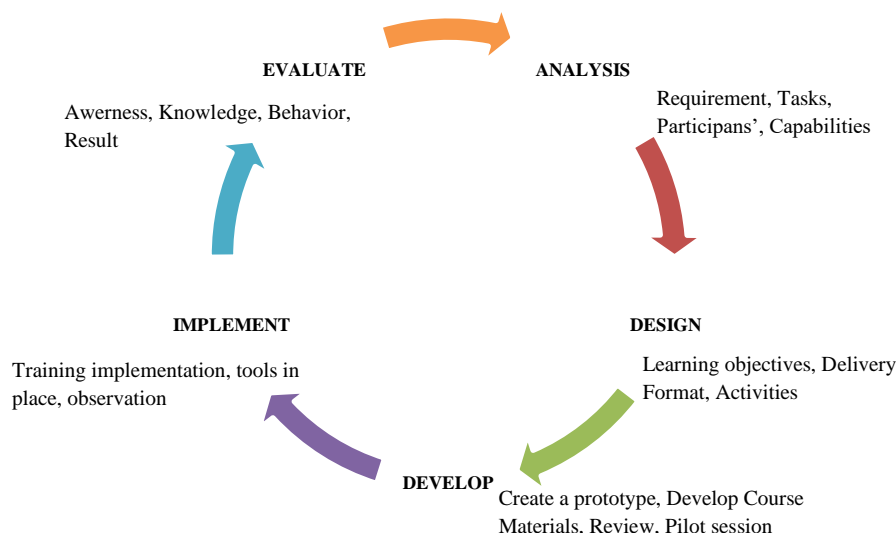 EVALUATE
Awerness, Knowledge, Behavior,
Result
ANALYSIS
Requirement, Tasks,
Participans’, Capabilities
DESIGN
Learning objectives, Delivery
Format, Activities
DEVELOP
Create a prototype, Develop Course
Materials, Review, Pilot session
IMPLEMENT
Training implementation, tools in
place, observation